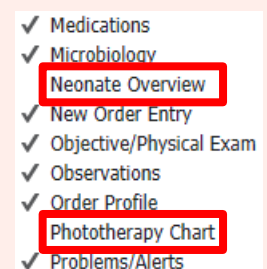 ✓ Medications
✓ Microbiology
Neonate Overview
✓ New Order Entry
✓ Objective/Physical Exam
✓ Observations
✓ Order Profile
Phototherapy Chart
✓ Problems/Alerts